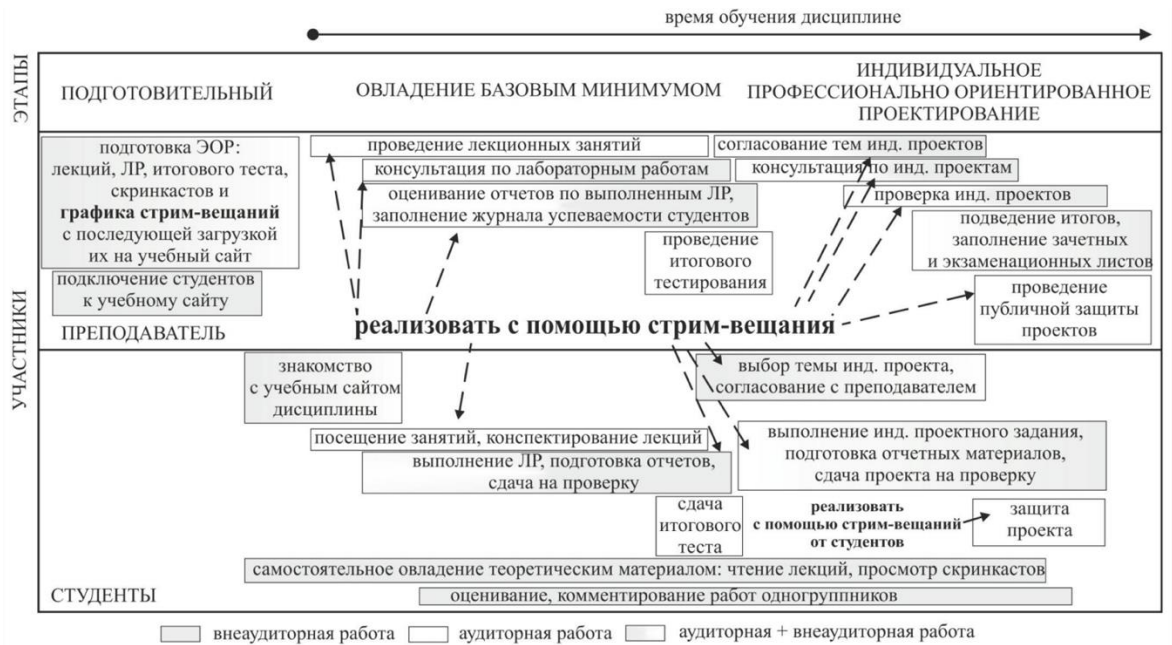 время обучения дисциплине
ЭТАПЫ
ПОДГОТОВИТЕЛЬНЫЙ
ОВЛАДЕНИЕ БАЗОВЫМ МИНИМУМОМ
ИНДИВИДУАЛЬНОЕ
ПРОФЕССИОНАЛЬНО ОРИЕНТИРОВАННОЕ
ПРОЕКТИРОВАНИЕ
УЧАСТНИКИ
подготовка ЭОР:
лекций, ЛР, итогового теста,
скринкастов и
графика стрим-вещаний
с последующей загрузкой
их на учебный сайт
подключение студентов
к учебному сайту
ПРЕПОДАВАТЕЛЬ
проведение лекционных занятий
консультация по лабораторным работам
оценивание отчетов по выполненным ЛР,
заполнение журнала успеваемости студентов
проведение
итогового
тестирования
согласование тем инд. проектов
консультация по инд. проектам
проверка инд. проектов
подведение итогов,
заполнение зачетных
и экзаменационных листов
проведение
публичной защиты
проектов
реализовать с помощью стрим-вещания
знакомство
с учебным сайтом
дисциплины
выбор темы инд. проекта,
согласование с преподавателем
посещение занятий, конспектирование лекций
выполнение ЛР, подготовка отчетов,
сдача на проверку
выполнение инд. проектного задания,
подготовка отчетных материалов,
сдача проекта на проверку
сдача
итогового
теста
реализовать
с помощью стрим-вещаний
от студентов
защита
проекта
самостоятельное овладение теоретическим материалом: чтение лекций, просмотр скринкастов
СТУДЕНТЫ
оценивание, комментирование работ одногруппников
внеаудиторная работа
аудиторная работа
аудиторная + внеаудиторная работа